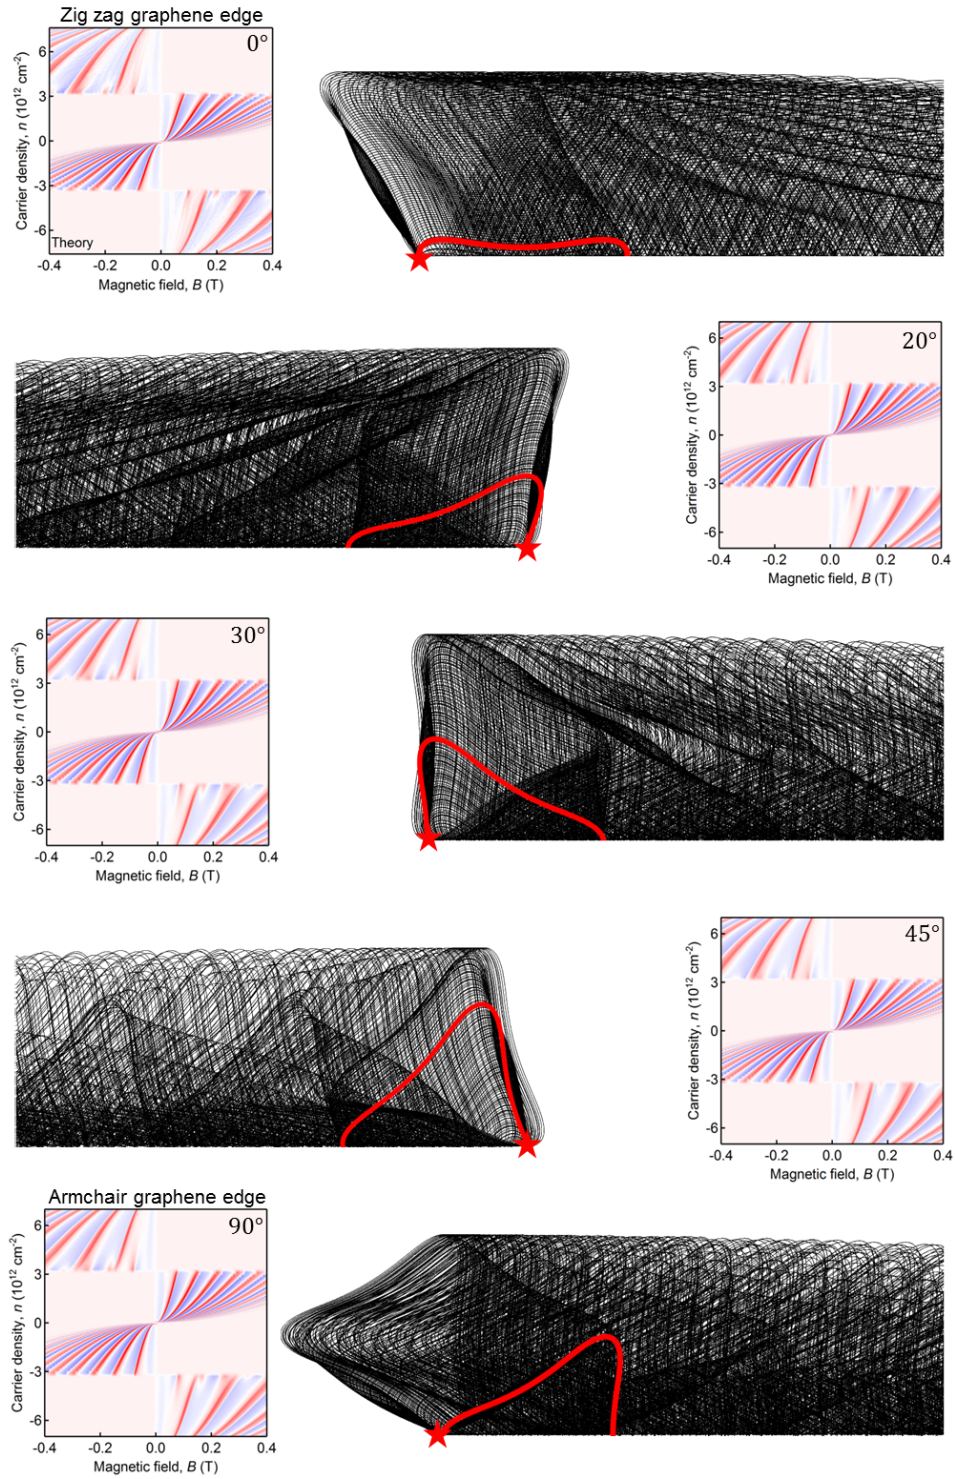 Zig zag graphene edge
0°
6
3
0
-3
-6
Carrier density, n (10¹² cm⁻²)
Theory
-0.4 -0.2 0.0 0.2 0.4
Magnetic field, B (T)
20°
6
3
0
-3
-6
Carrier density, n (10¹² cm⁻²)
-0.4 -0.2 0.0 0.2 0.4
Magnetic field, B (T)
30°
6
3
0
-3
-6
Carrier density, n (10¹² cm⁻²)
-0.4 -0.2 0.0 0.2 0.4
Magnetic field, B (T)
45°
6
3
0
-3
-6
Carrier density, n (10¹² cm⁻²)
-0.4 -0.2 0.0 0.2 0.4
Magnetic field, B (T)
Armchair graphene edge
90°
6
3
0
-3
-6
Carrier density, n (10¹² cm⁻²)
-0.4 -0.2 0.0 0.2 0.4
Magnetic field, B (T)